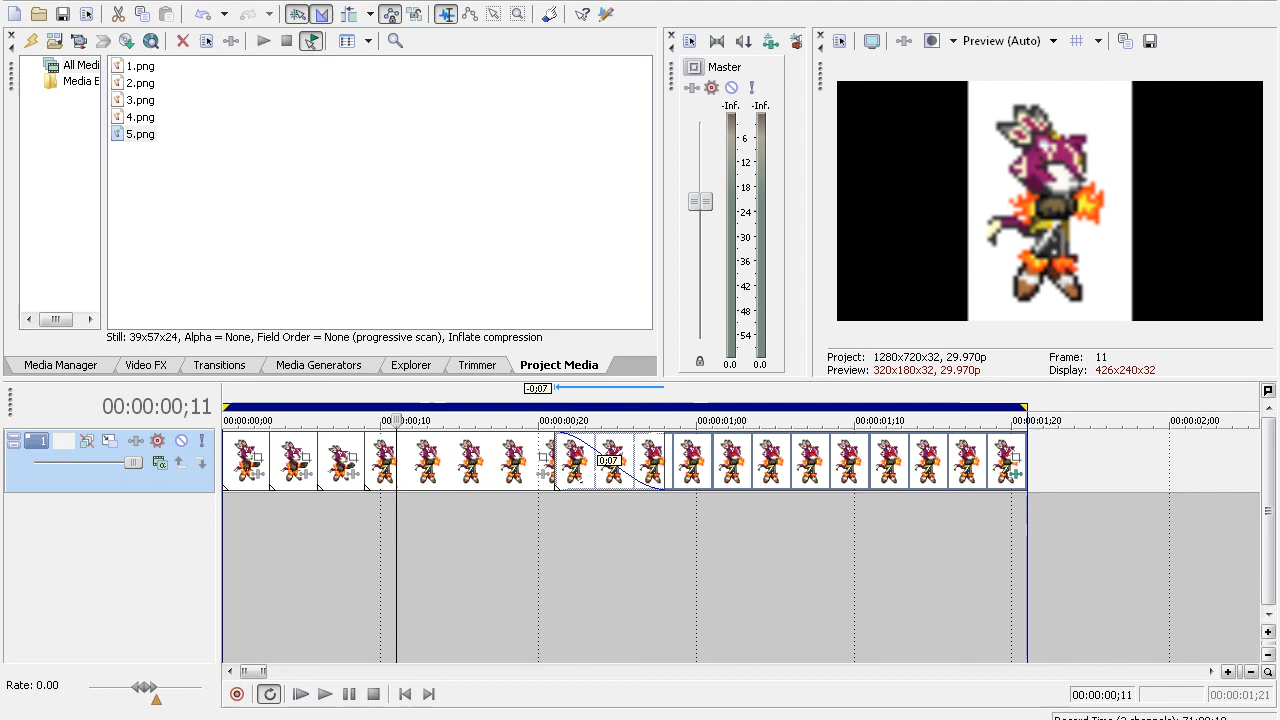 Preview (Auto)
All Medi
Media B
1.png
2.png
3.png
4.png
5.png
Master
-Inf. -Inf.
6
12
18
24
30
36
42
48
54
0.0 0.0
Still: 39x57x24, Alpha = None, Field Order = None (progressive scan), Inflate compression
Media Manager Video FX Transitions Media Generators Explorer Trimmer Project Media
Project: 1280x720x32, 29.970p Frame: 11
Preview: 320x180x32, 29.970p Display: 426x240x32
-0;07
00:00:00;11
00:00:00;00 00:00:00;10 00:00:00;20 00:00:01;00 00:00:01;10 00:00:01;20 00:00:02;00
1
0;07
Rate: 0.00
00:00:00;11 00:00:01;21